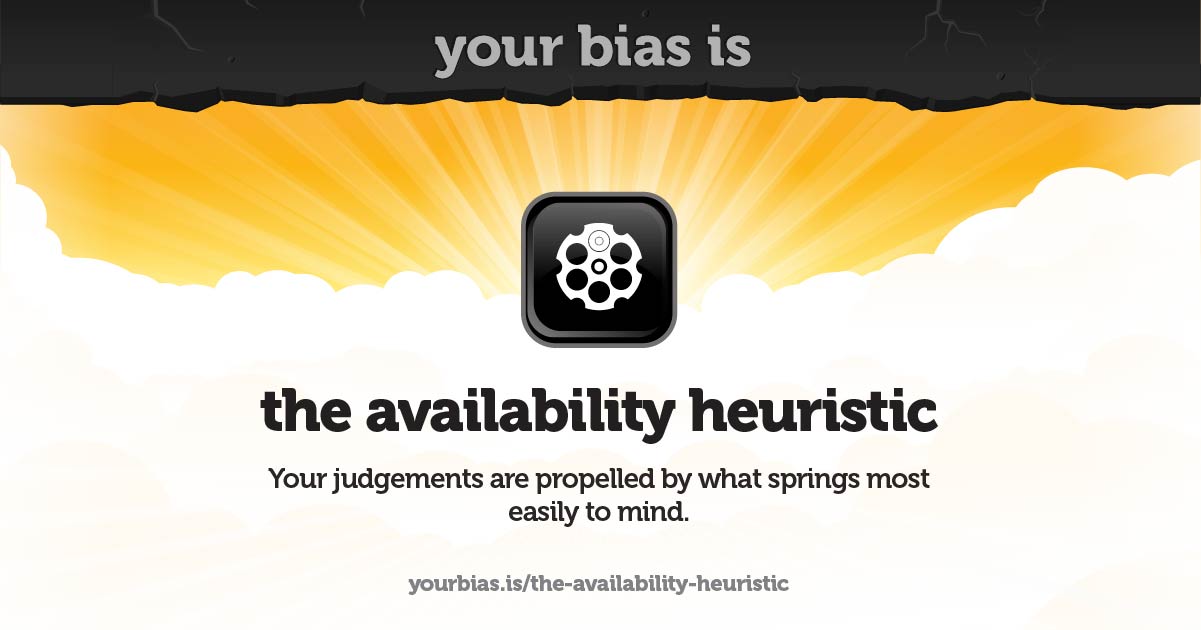 your bias is
the availability heuristic
Your judgements are propelled by what springs most
easily to mind.
yourbias.is/the-availability-heuristic